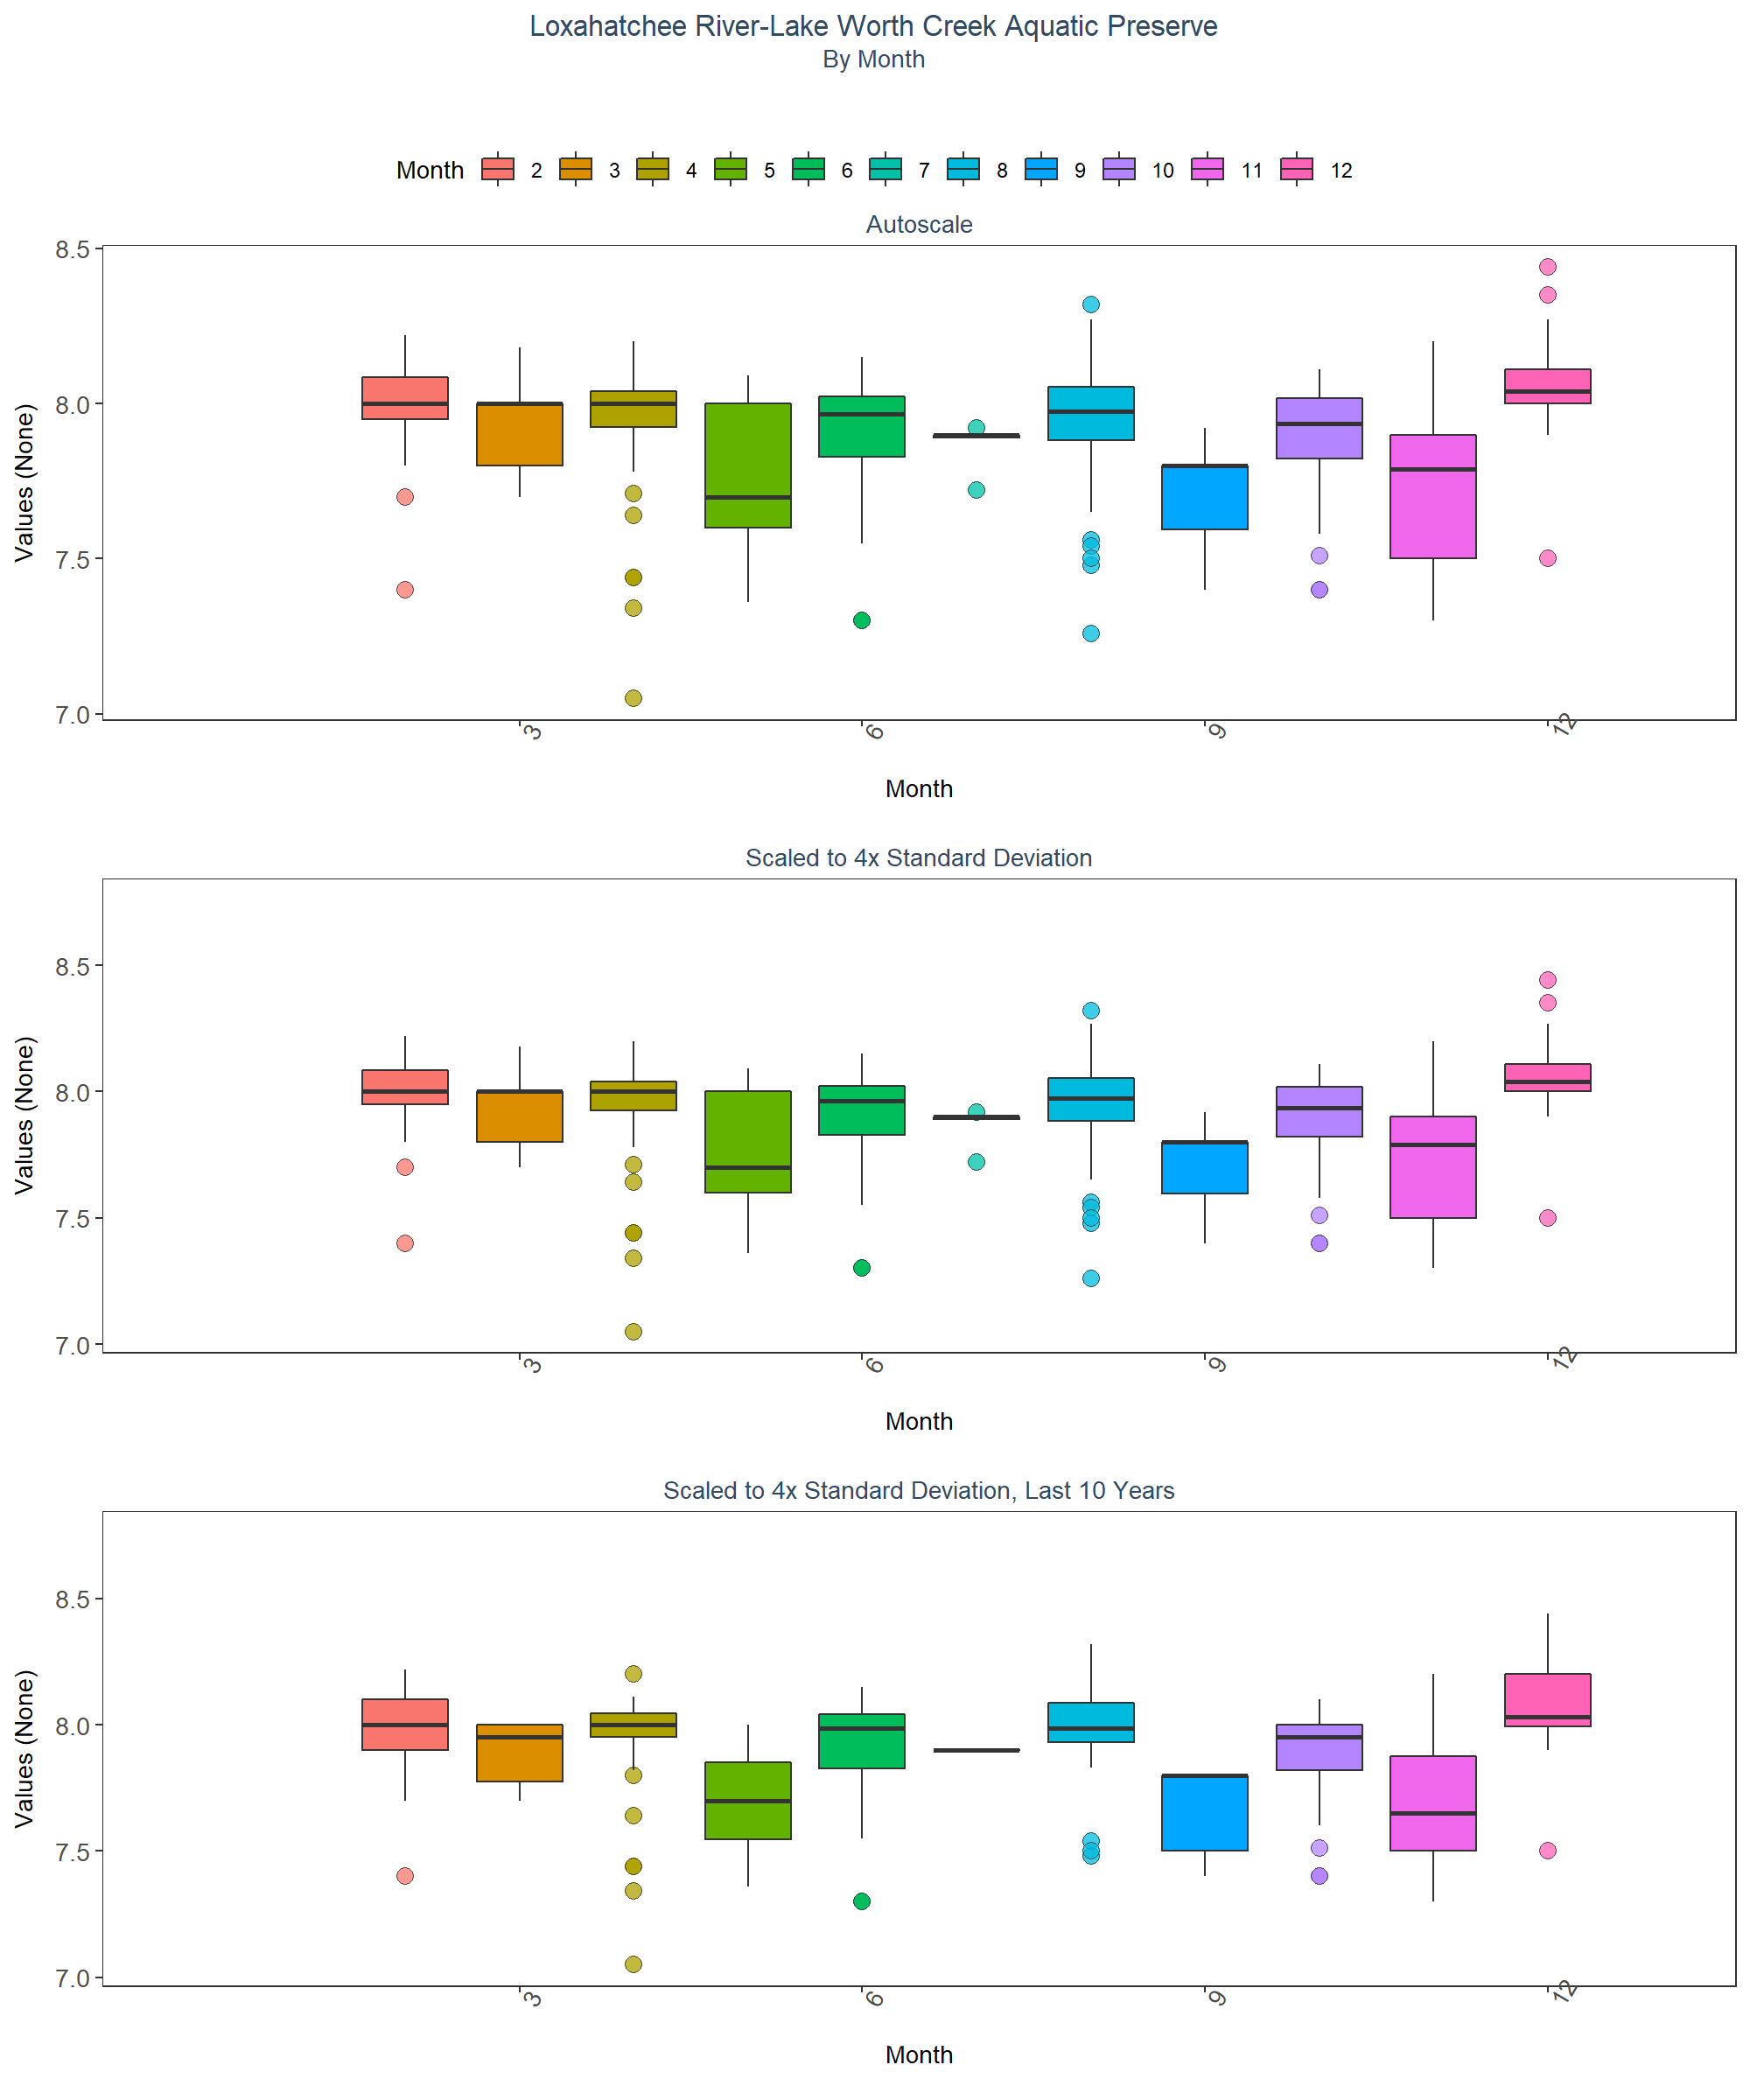 Loxahatchee River-Lake Worth Creek Aquatic Preserve
By Month
Month 2 3 4 5 6 7 8 9 10 11 12
Autoscale
Values (None)
8.5
8.0
7.5
7.0
3 6 9 12
Month
Scaled to 4x Standard Deviation
Values (None)
8.5
8.0
7.5
7.0
3 6 9 12
Month
Scaled to 4x Standard Deviation, Last 10 Years
Values (None)
8.5
8.0
7.5
7.0
3 6 9 12
Month